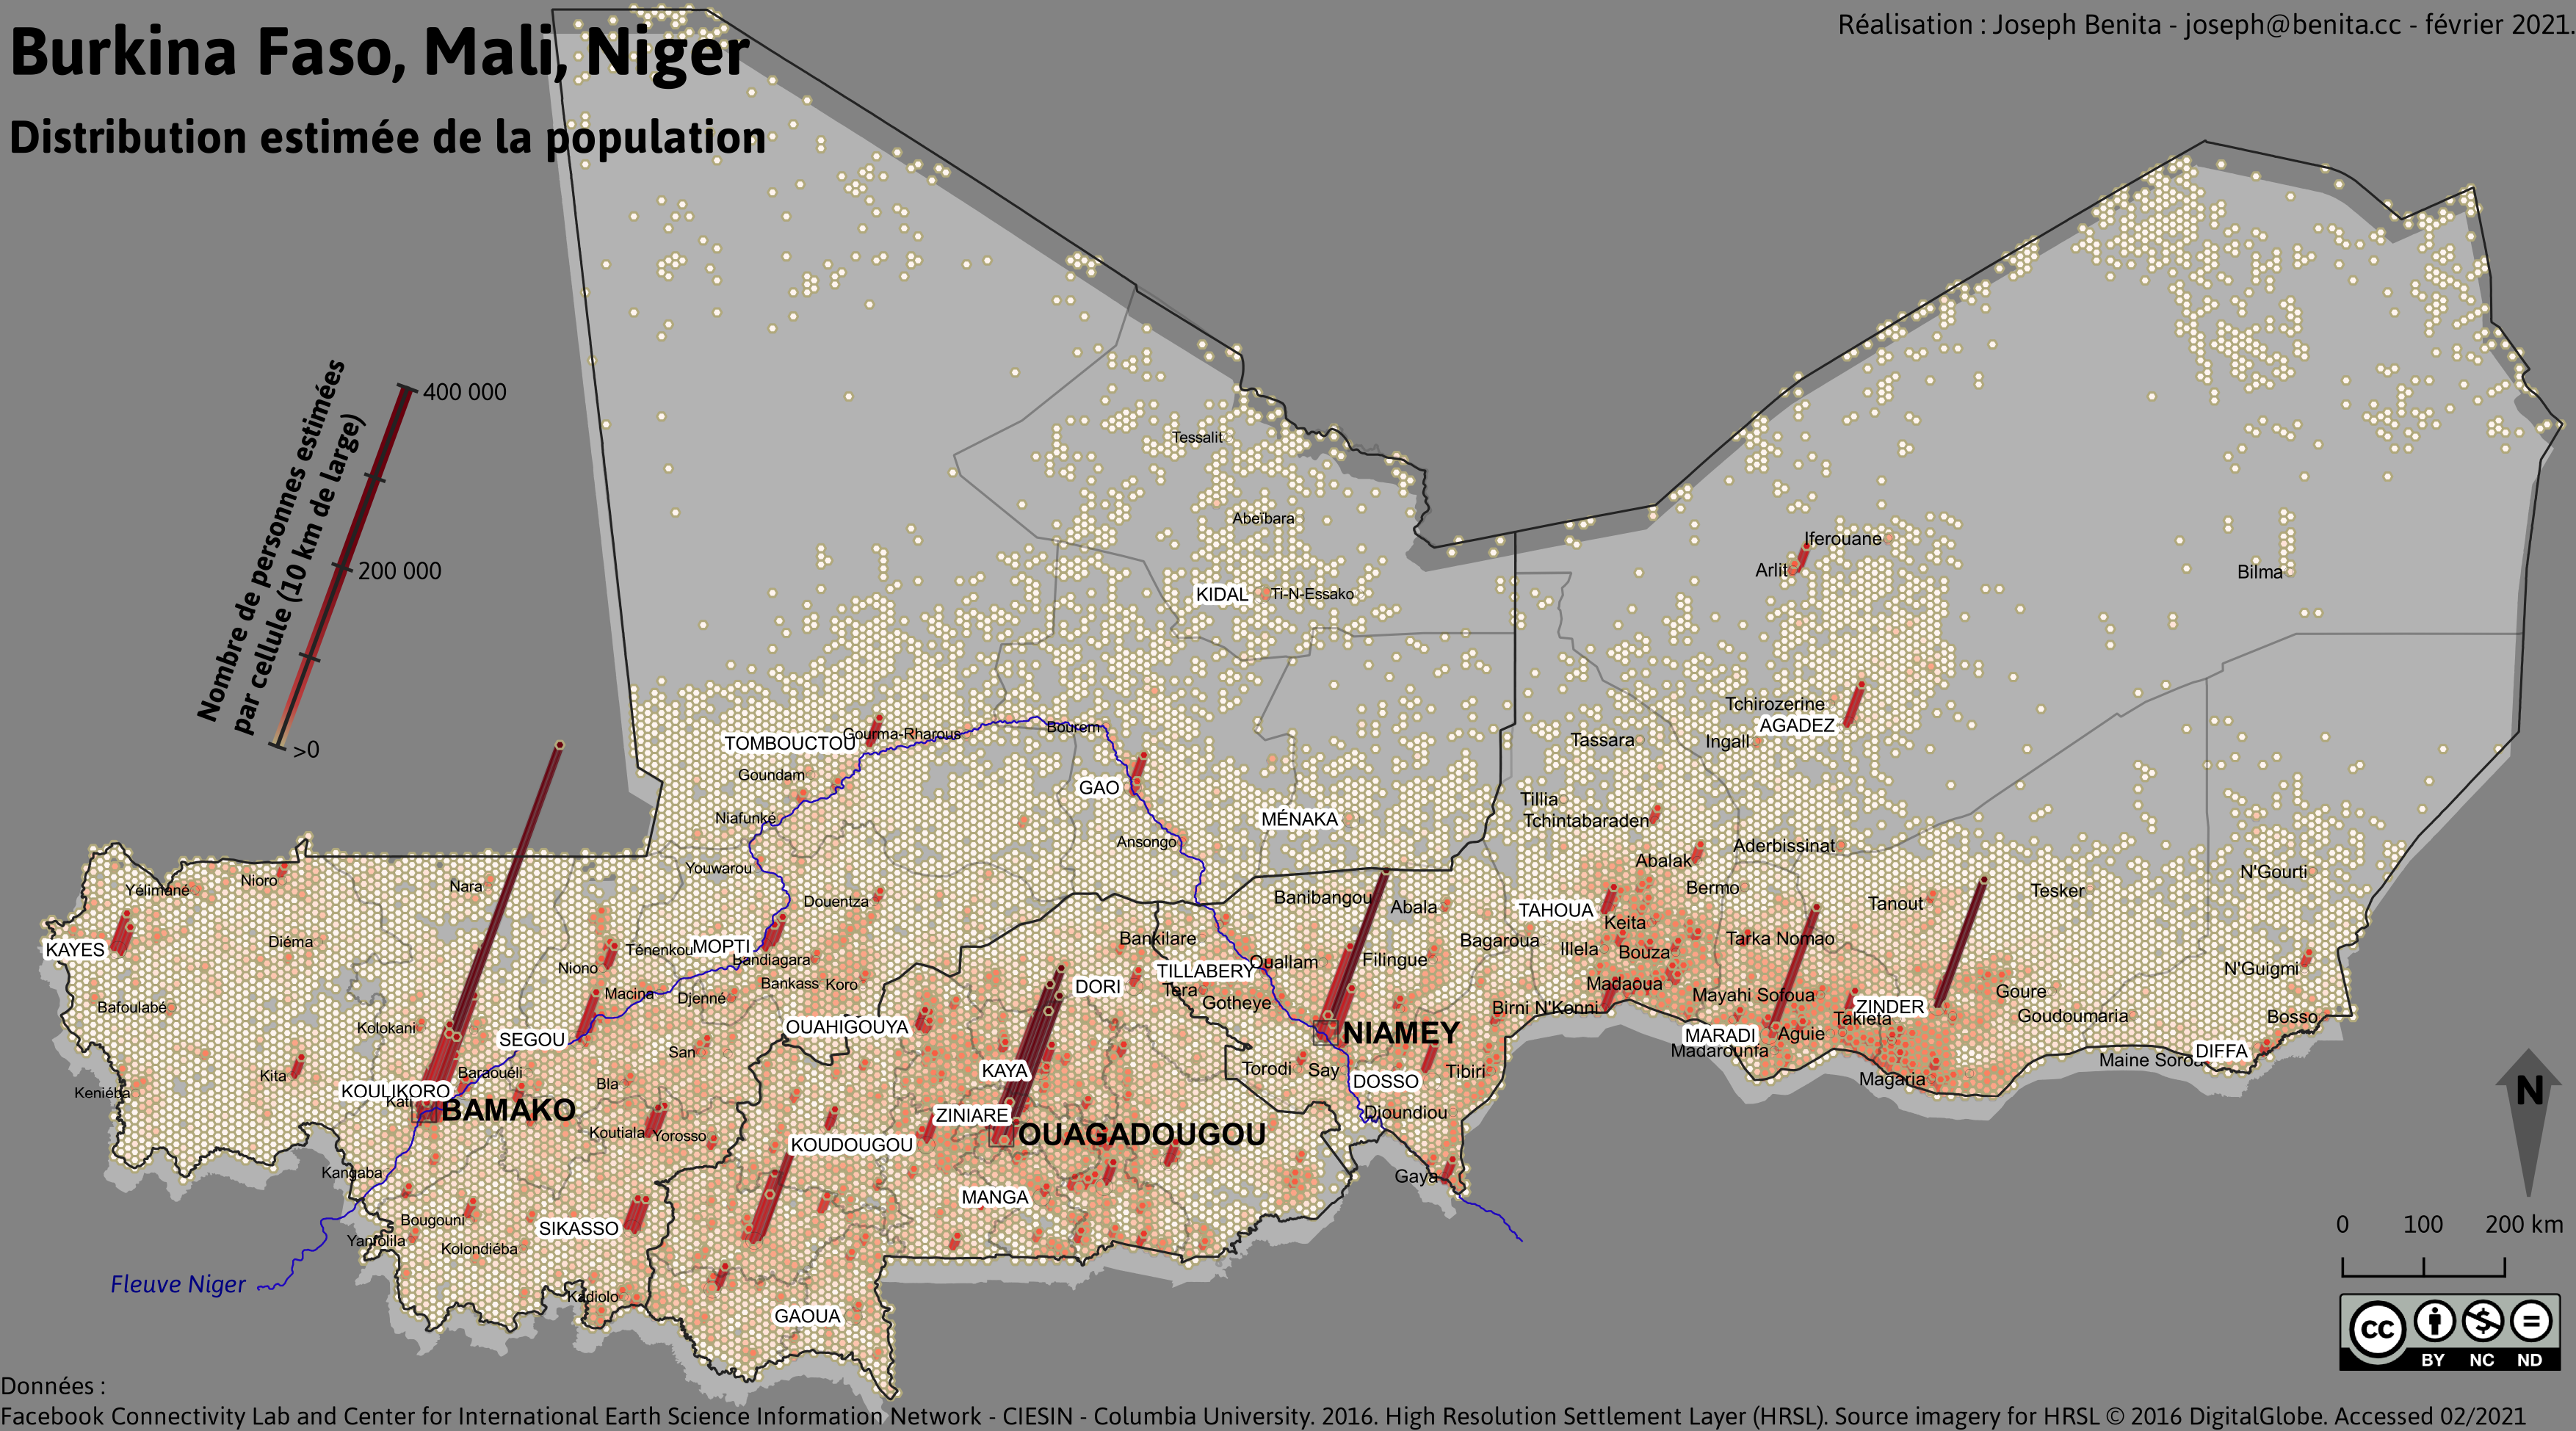 Burkina Faso, Mali, Niger
Distribution estimée de la population
Réalisation : Joseph Benita - joseph@benita.cc - février 2021.
Nombre de personnes estimées
par cellule (10 km de large)
400 000
200 000
>0
Tessalit
Abeïbara
KIDAL
Ti-N-Essako
Iferouane
Arlit
Bilma
Tchirozerine
AGADEZ
Tassara
Ingall
TOMBOUCTOU
Gourma-Rharous
Bourem
Goundam
GAO
Niafunké
MÉNAKA
Ansongo
Tillia
Tchintabaraden
Aderbissinat
Abalak
Youwarou
N'Gourti
Yélimané
Nioro
Nara
Douentza
Banibangou
Abala
TAHOUA
Bermo
Tanout
Tesker
Keita
KAYES
Diéma
Ténenkou
MOPTI
Bandiagara
Bankilare
Bagaroua
Illela
Bouza
Tarka Nomao
Niono
TILLABERY
Ouallam
Filingue
N'Guigmi
Bafoulabé
Macina
Djenné
Bankass
Koro
DORI
Tera
Gotheye
Birni N'Konni
Madaoua
Mayahi
Sofoua
ZINDER
Goure
Kolokani
SEGOU
OUAHIGOUYA
NIAMEY
MARADI
Aguie
Takieta
Goudoumaria
Bosso
Madarounfa
San
Kita
Baraouéli
KAYA
Torodi
Say
DOSSO
Tibiri
Magaria
Maine Soroa
DIFFA
Keniéba
KOULIKORO
Kati
BAMAKO
Bla
ZINIARE
Djoundiou
Koutiala
Yorosso
KOUDOUGOU
OUAGADOUGOU
Kangaba
MANGA
Gaya
Bougouni
SIKASSO
Yanfolila
Kolondiéba
Fleuve Niger
Kadiolo
GAOUA
N
0 100 200 km
cc
BY NC ND
Données :
Facebook Connectivity Lab and Center for International Earth Science Information Network - CIESIN - Columbia University. 2016. High Resolution Settlement Layer (HRSL). Source imagery for HRSL © 2016 DigitalGlobe. Accessed 02/2021